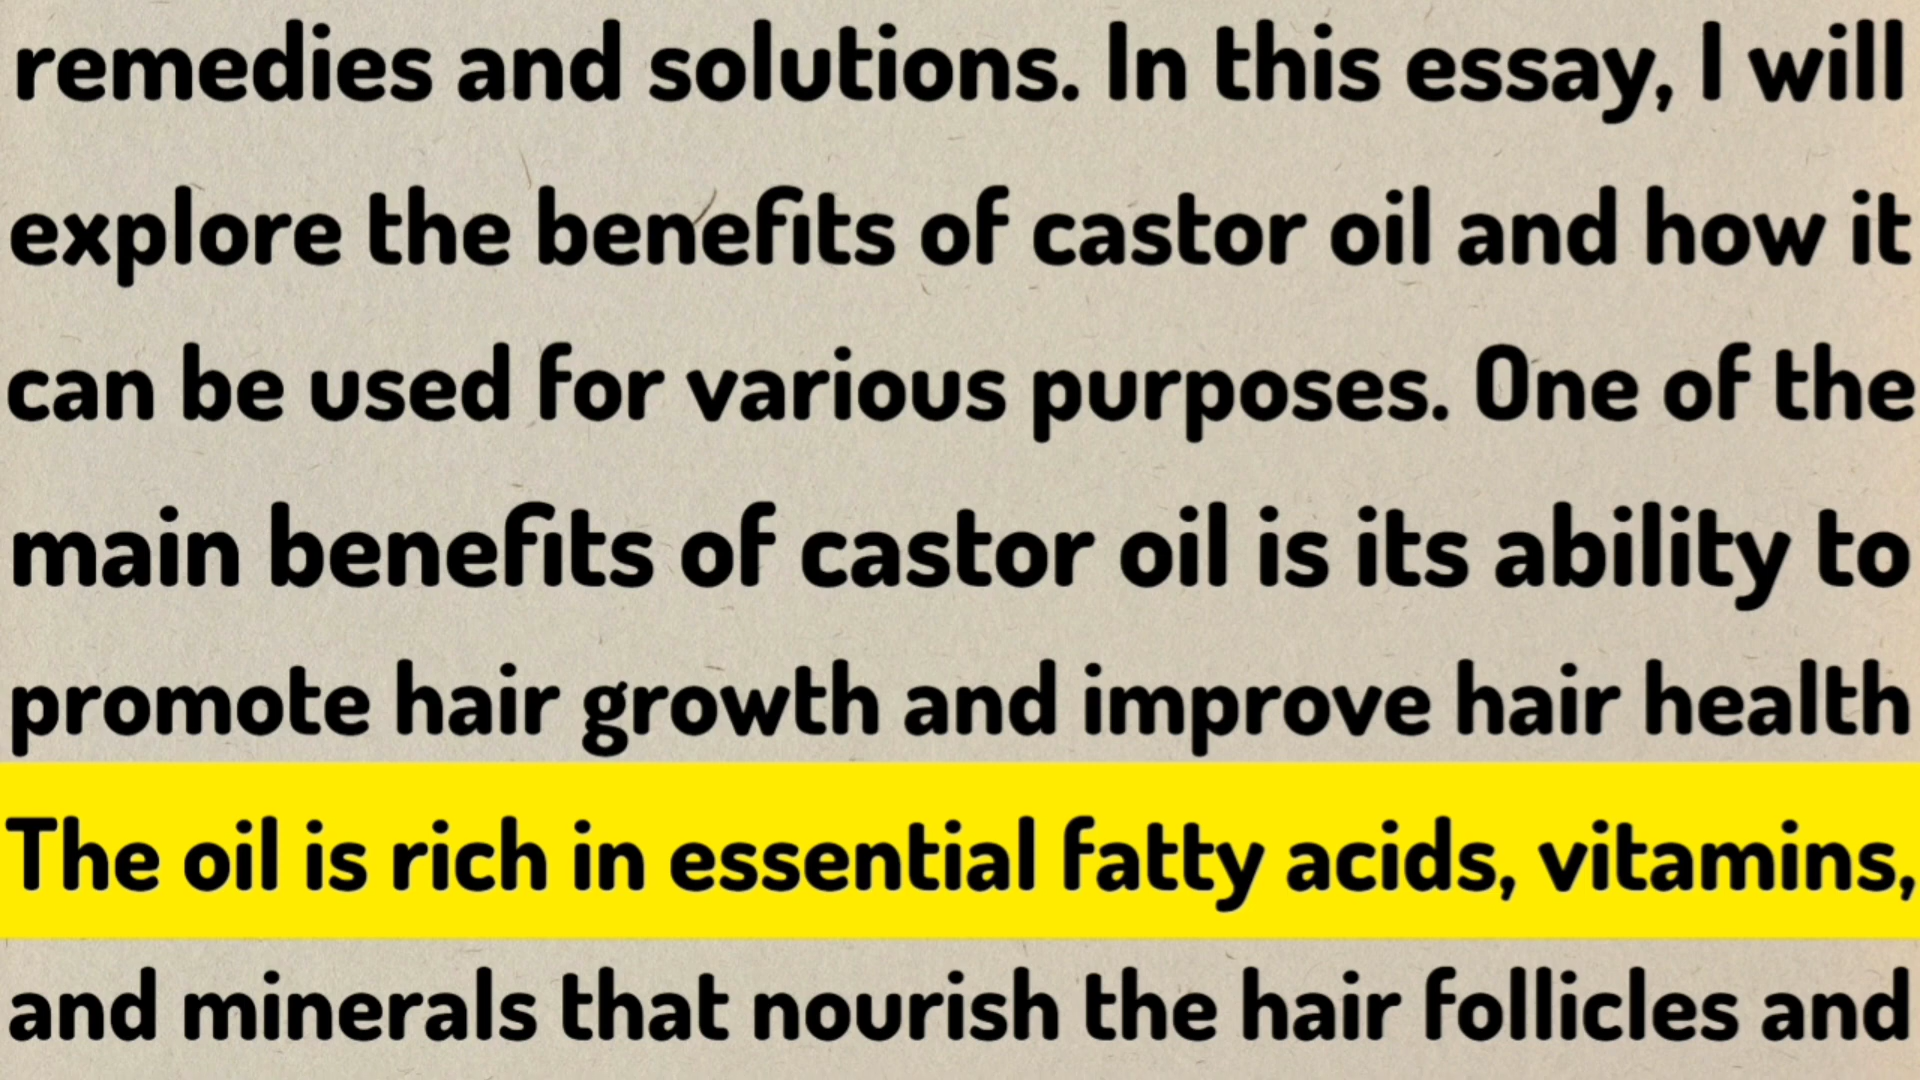 remedies and solutions. In this essay, I will
explore the benefits of castor oil and how it
can be used for various purposes. One of the
main benefits of castor oil is its ability to
promote hair growth and improve hair health
The oil is rich in essential fatty acids, vitamins,
and minerals that nourish the hair follicles and